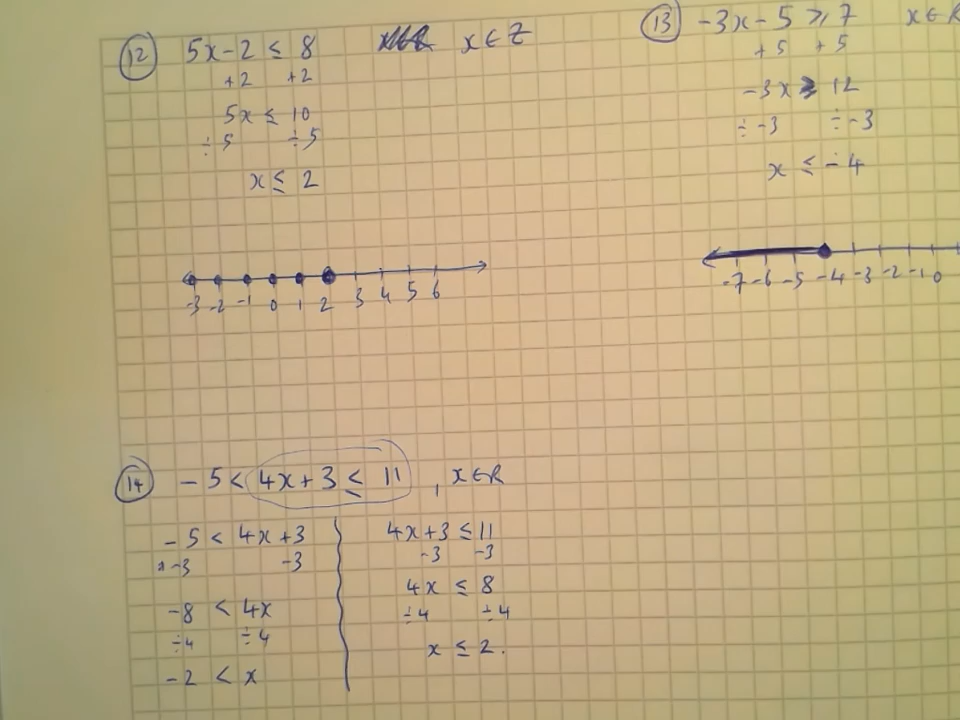 ⑫ 5x-2 ≤ 8 x∈Z
+2 +2
5x ≤ 10
÷5 ÷5
x ≤ 2
-3 -2 -1 0 1 2 3 4 5 6
⑬ -3x-5 ⩾ 7 x∈R
+5 +5
-3x ⩾ 12
÷-3 ÷-3
x ≤ -4
-7 -6 -5 -4 -3 -2 -1 0
⑭ -5 < 4x+3 ≤ 11 , x∈R
-5 < 4x+3
-3 -3
-8 < 4x
÷4 ÷4
-2 < x
4x+3 ≤ 11
-3 -3
4x ≤ 8
÷4 ÷4
x ≤ 2.